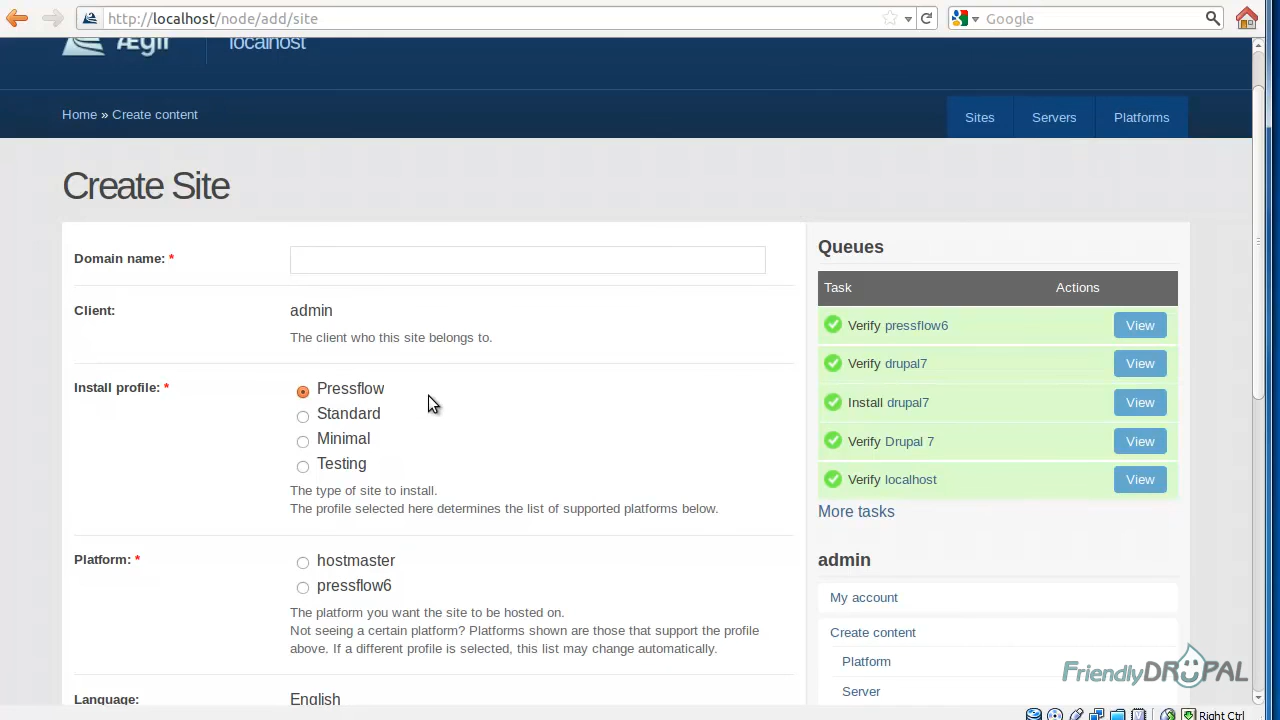 http://localhost/node/add/site
Google
Ægir
localhost
Home » Create content
Sites
Servers
Platforms
Create Site
Domain name: *
Client:
admin
The client who this site belongs to.
Install profile: *
Pressflow
Standard
Minimal
Testing
The type of site to install.
The profile selected here determines the list of supported platforms below.
Platform: *
hostmaster
pressflow6
The platform you want the site to be hosted on.
Not seeing a certain platform? Platforms shown are those that support the profile
above. If a different profile is selected, this list may change automatically.
Language:
English
Queues
Task Actions
Verify pressflow6 View
Verify drupal7 View
Install drupal7 View
Verify Drupal 7 View
Verify localhost View
More tasks
admin
My account
Create content
Platform
Server
FriendlyDRUPAL
Right Ctrl